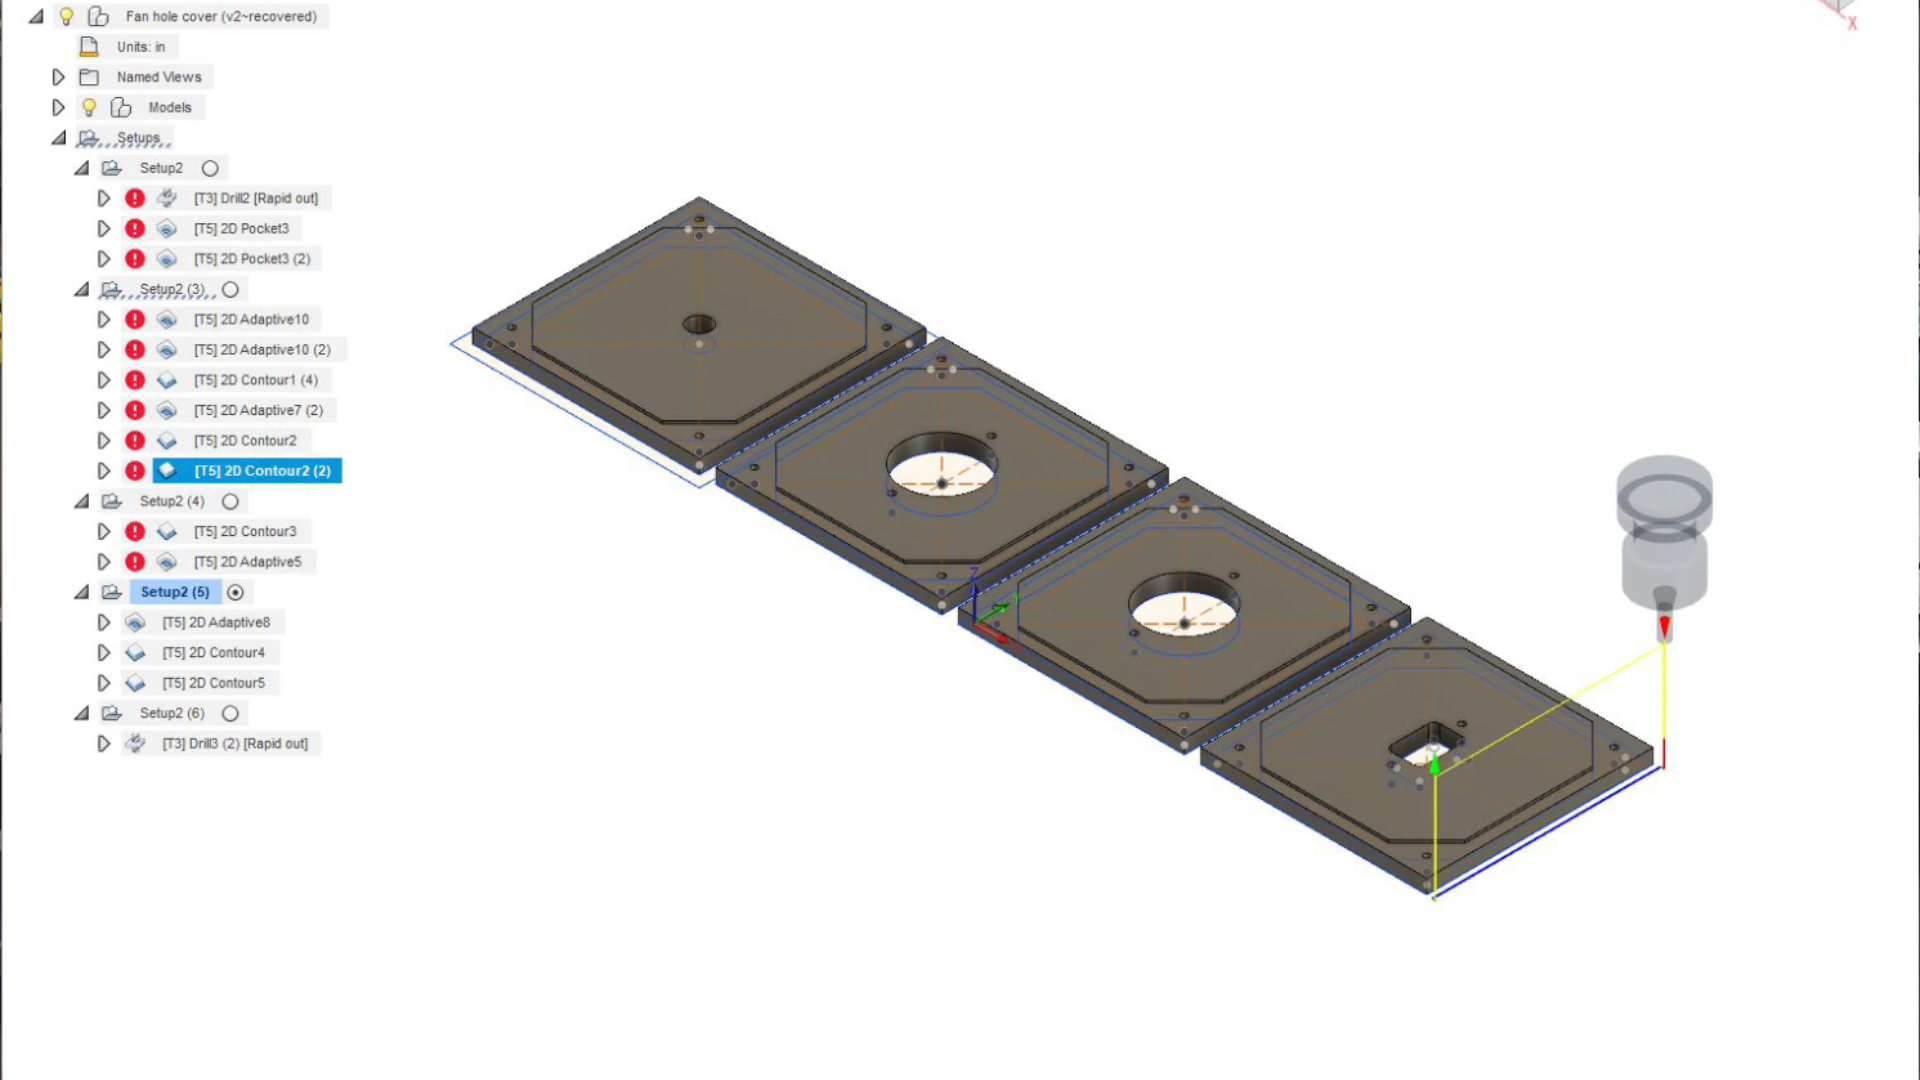 Fan hole cover (v2~recovered)
Units: in
Named Views
Models
Setups
Setup2
[T3] Drill2 [Rapid out]
[T5] 2D Pocket3
[T5] 2D Pocket3 (2)
Setup2 (3)
[T5] 2D Adaptive10
[T5] 2D Adaptive10 (2)
[T5] 2D Contour1 (4)
[T5] 2D Adaptive7 (2)
[T5] 2D Contour2
[T5] 2D Contour2 (2)
Setup2 (4)
[T5] 2D Contour3
[T5] 2D Adaptive5
Setup2 (5)
[T5] 2D Adaptive8
[T5] 2D Contour4
[T5] 2D Contour5
Setup2 (6)
[T3] Drill3 (2) [Rapid out]
X
Z